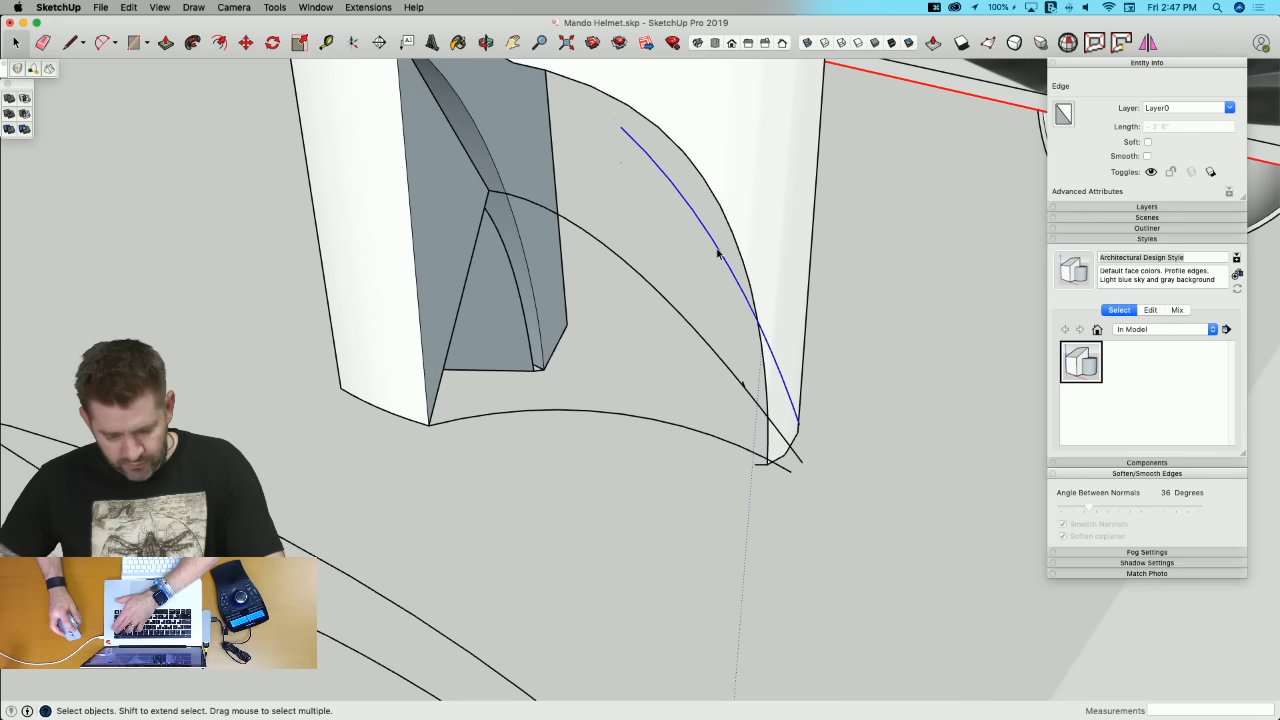 SketchUp File Edit View Draw Camera Tools Window Extensions Help
100% Fri 2:47 PM
Mando Helmet.skp - SketchUp Pro 2019
Entity Info
Edge
Layer: Layer0
Length: ~ 3' 8"
Soft:
Smooth:
Toggles:
Advanced Attributes
Layers
Scenes
Outliner
Styles
Architectural Design Style
Default face colors. Profile edges.
Light blue sky and gray background
Select Edit Mix
In Model
Components
Soften/Smooth Edges
Angle Between Normals 36 Degrees
Smooth Normals
Soften coplanar
Fog Settings
Shadow Settings
Match Photo
Select objects. Shift to extend select. Drag mouse to select multiple.
Measurements